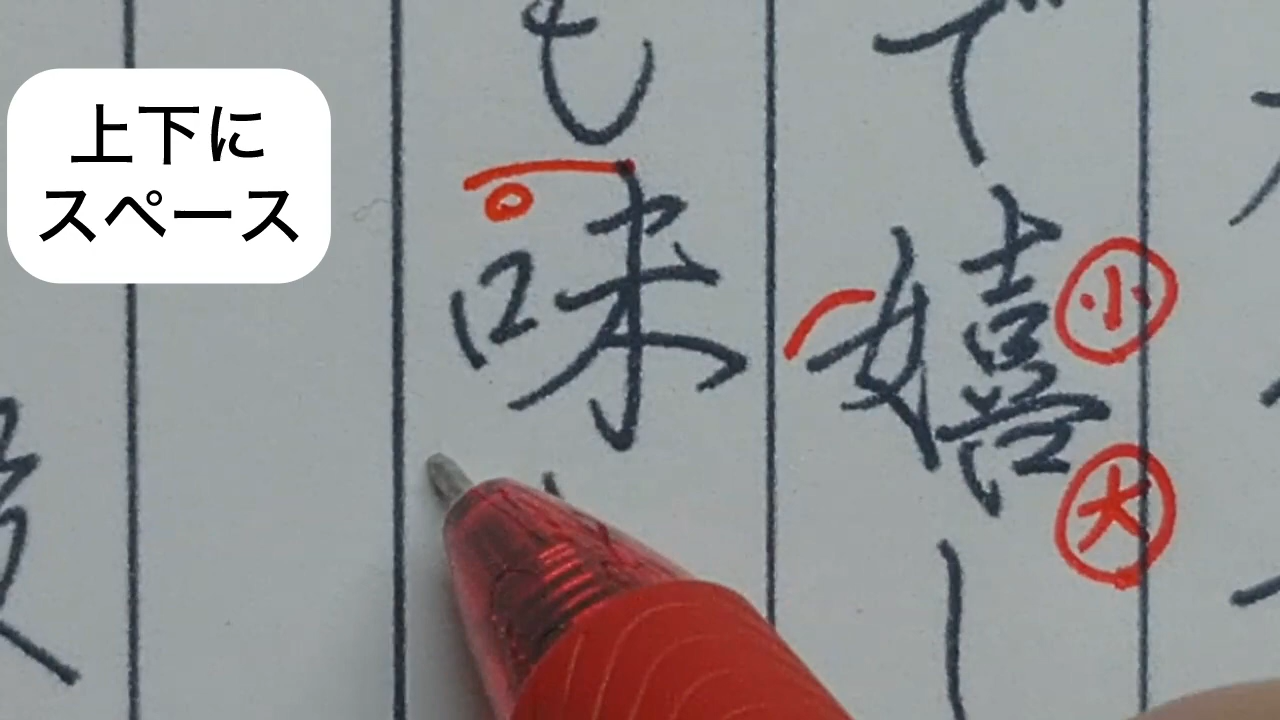 上下に
スペース
で嬉し
も味
小
大